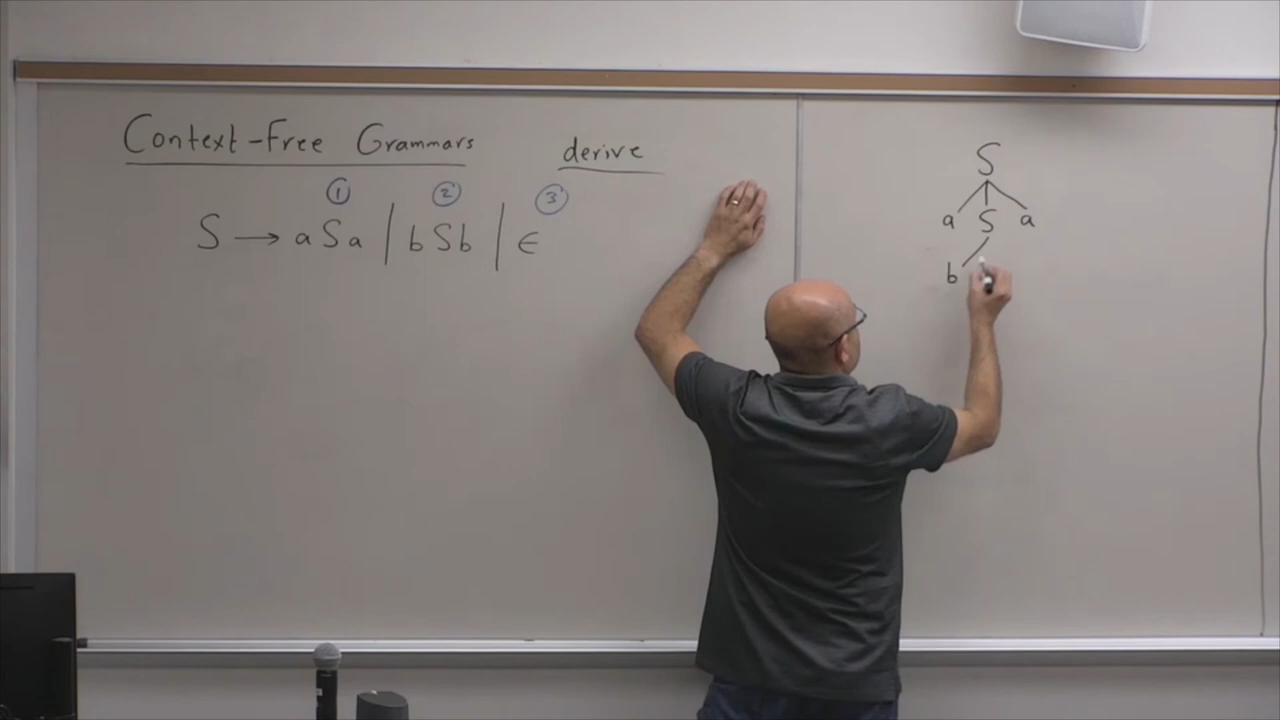 Context-Free Grammars
derive
① ② ③
S → aSa | bSb | ϵ
S
a S a
b